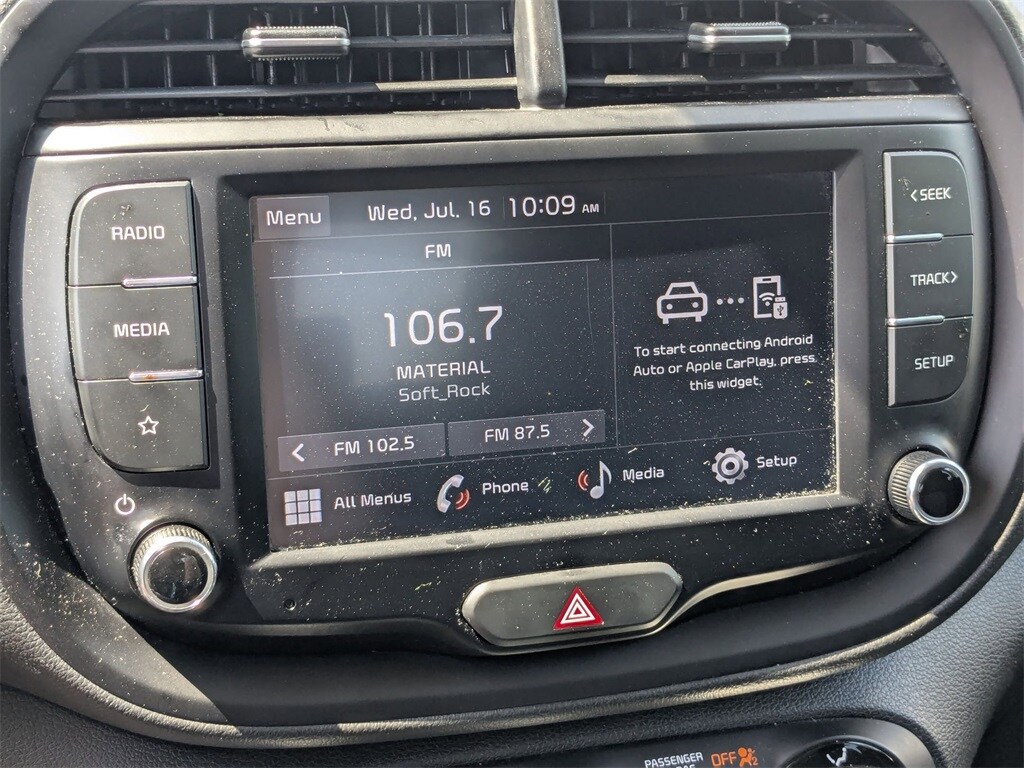 RADIO
MEDIA
Menu
Wed, Jul. 16 10:09 AM
FM
106.7
MATERIAL
Soft_Rock
< FM 102.5
FM 87.5 >
To start connecting Android
Auto or Apple CarPlay, press
this widget.
All Menus
Phone
Media
Setup
<SEEK
TRACK>
SETUP
PASSENGER
OFF
2